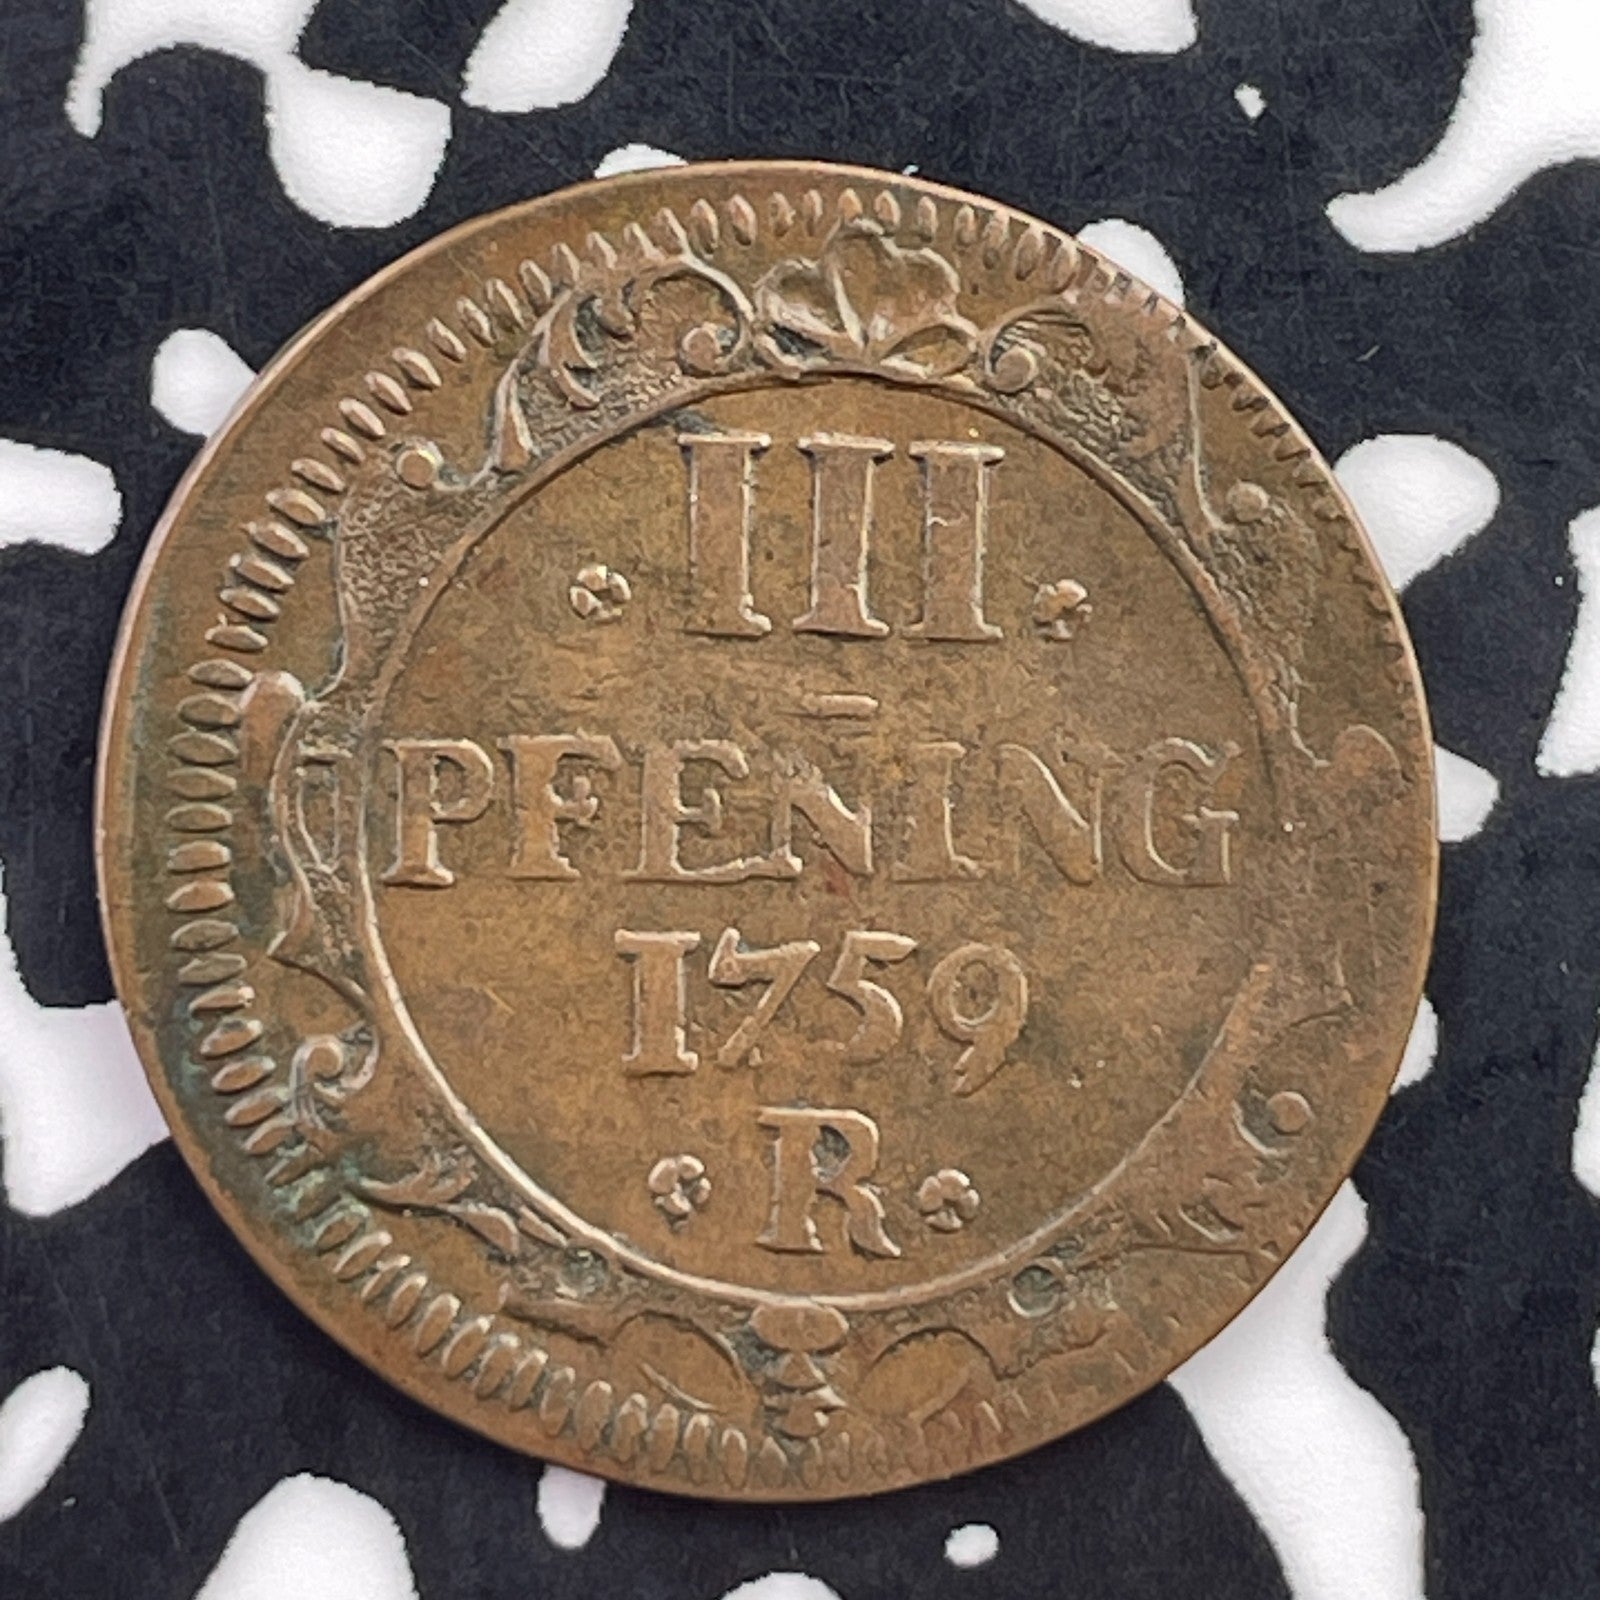 · III ·
PFENING
1759
· R ·